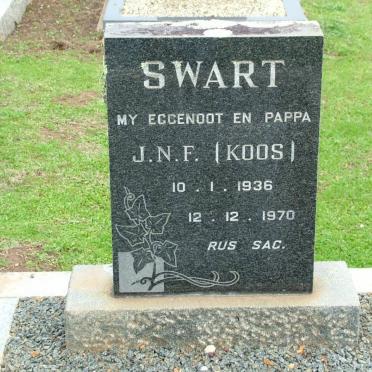 SWART
MY EGGENOOT EN PAPPA
J.N.F. (KOOS)
10.1.1936
12.12.1970
RUS SAG.